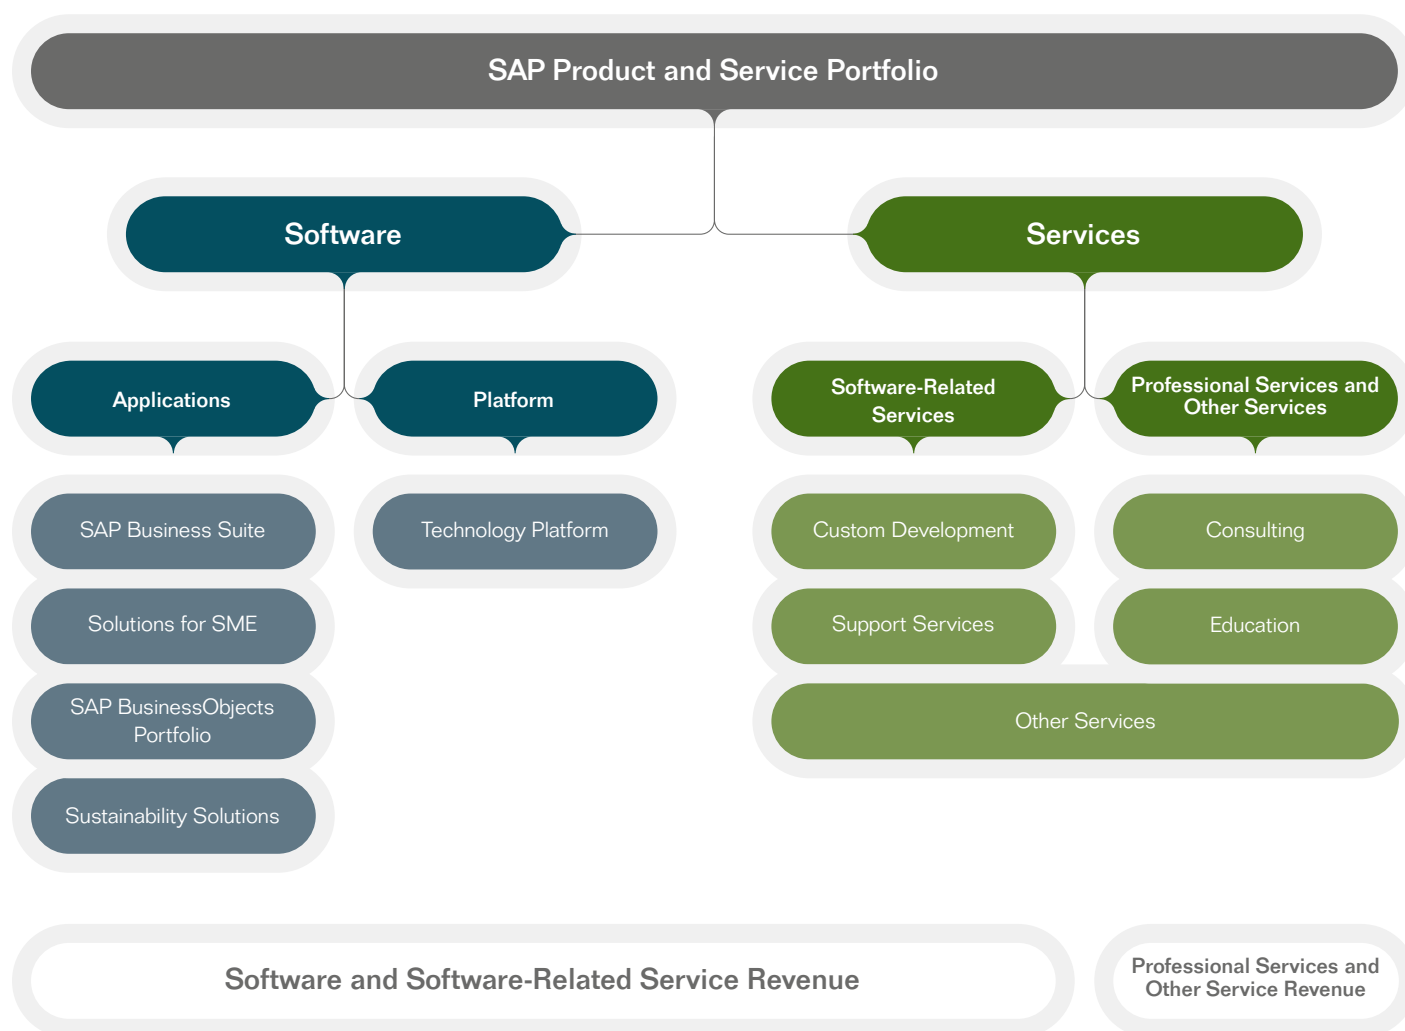 SAP Product and Service Portfolio
Software
Services
Applications
Platform
Software-Related
Services
Professional Services and
Other Services
SAP Business Suite
Technology Platform
Custom Development
Consulting
Solutions for SME
Support Services
Education
SAP BusinessObjects
Portfolio
Other Services
Sustainability Solutions
Software and Software-Related Service Revenue
Professional Services and
Other Service Revenue